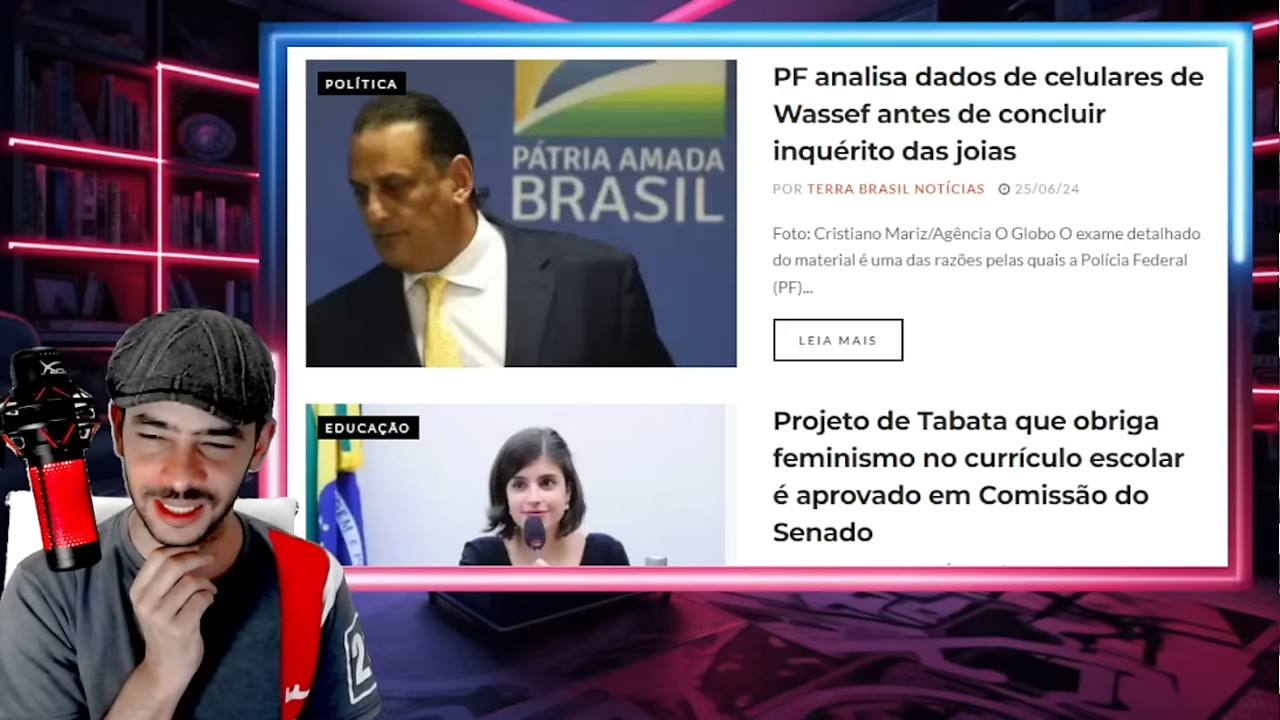 POLÍTICA
PÁTRIA AMADA
BRASIL
PF analisa dados de celulares de
Wassef antes de concluir
inquérito das joias
POR TERRA BRASIL NOTÍCIAS 25/06/24
Foto: Cristiano Mariz/Agência O Globo O exame detalhado
do material é uma das razões pelas quais a Polícia Federal
(PF)...
LEIA MAIS
EDUCAÇÃO
Projeto de Tabata que obriga
feminismo no currículo escolar
é aprovado em Comissão do
Senado
2